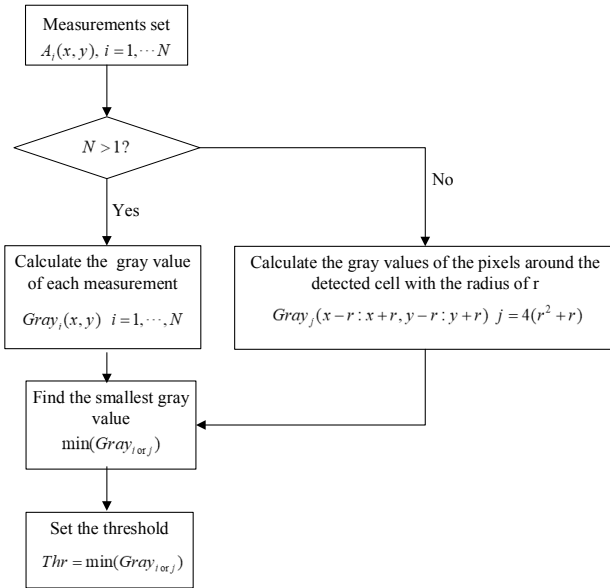 Measurements set
A_i(x, y), i = 1, ⋯ N
N > 1?
No
Yes
Calculate the gray value
of each measurement
Gray_i(x, y) i = 1, ⋯, N
Calculate the gray values of the pixels around the
detected cell with the radius of r
Gray_j(x − r : x + r, y − r : y + r) j = 4(r² + r)
Find the smallest gray
value
min(Gray_{i or j})
Set the threshold
Thr = min(Gray_{i or j})